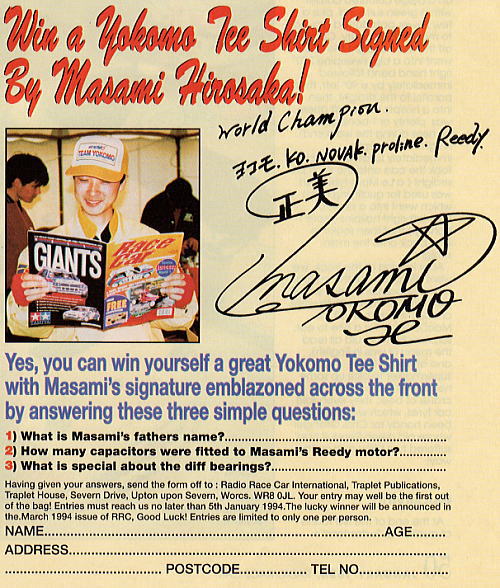 Win a Yokomo Tee Shirt Signed
By Masami Hirosaka!
World Champion.
ヨコモ. KO. NOVAK. proline. Reedy.
正美
masami
YOKOMO
TEAM YOKOMO
GIANTS
Race
Car
FREE
TAMIYA
Yes, you can win yourself a great Yokomo Tee Shirt
with Masami's signature emblazoned across the front
by answering these three simple questions:
1) What is Masami's fathers name?
2) How many capacitors were fitted to Masami's Reedy motor?
3) What is special about the diff bearings?
Having given your answers, send the form off to : Radio Race Car International, Traplet Publications,
Traplet House, Severn Drive, Upton upon Severn, Worcs. WR8 0JL. Your entry may well be the first out
of the bag! Entries must reach us no later than 5th January 1994.The lucky winner will be announced in
the.March 1994 issue of RRC, Good Luck! Entries are limited to only one per person.
NAME AGE
ADDRESS
POSTCODE TEL NO.